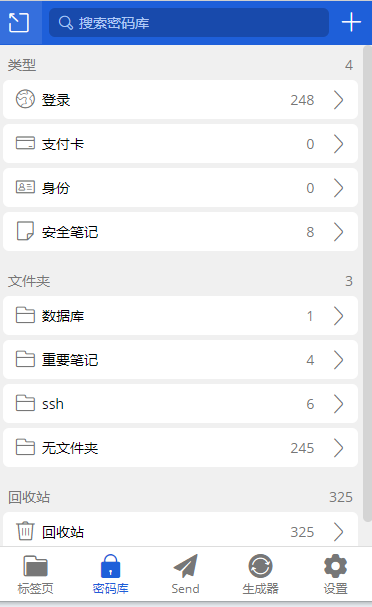 搜索密码库
类型 4
登录 248
支付卡 0
身份 0
安全笔记 8
文件夹 3
数据库 1
重要笔记 4
ssh 6
无文件夹 245
回收站 325
回收站 325
标签页 密码库 Send 生成器 设置